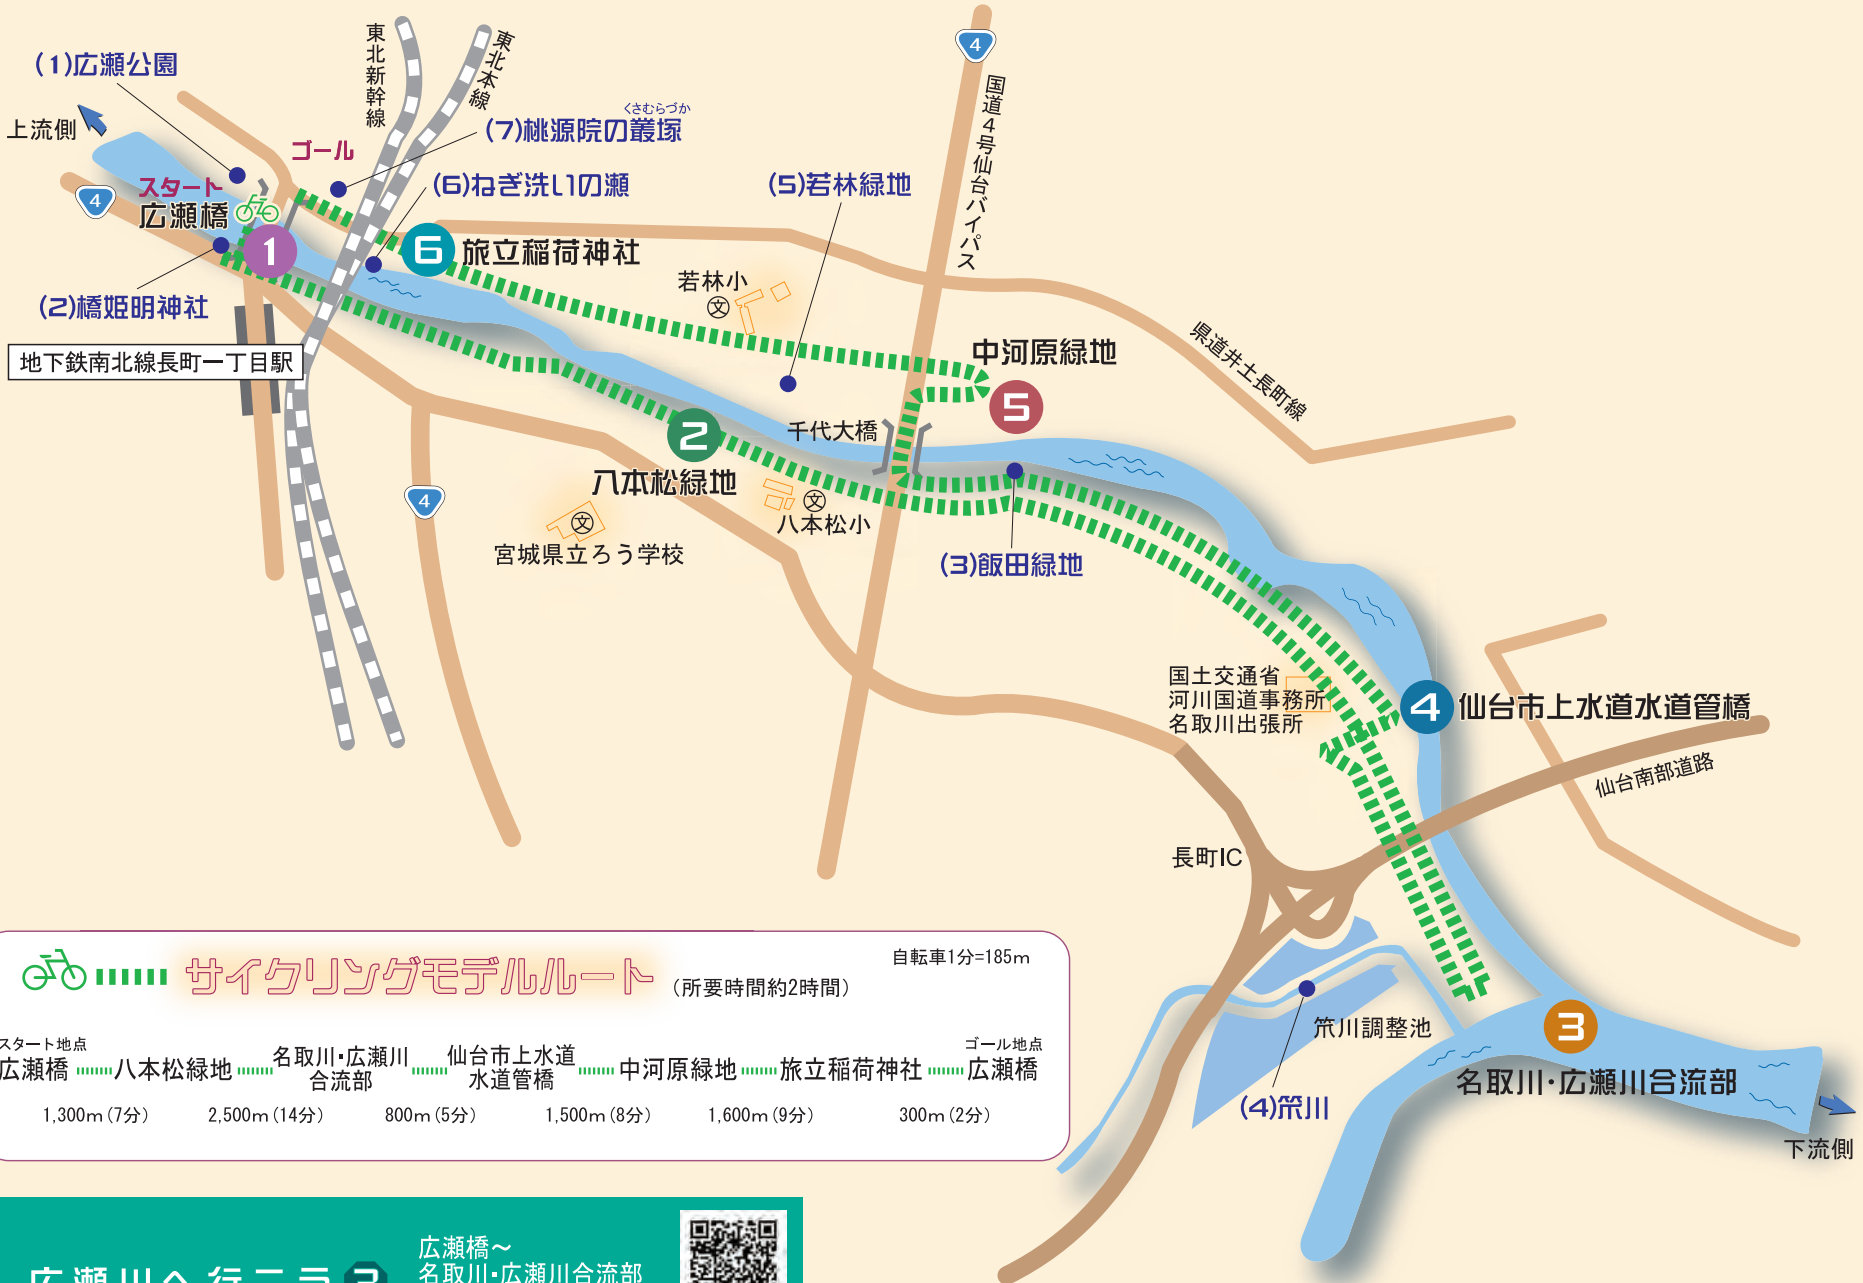 (1)広瀬公園
上流側
東北新幹線
東北本線
くさむらづか
(7)桃源院の叢塚
ゴール
スタート
広瀬橋
4
1
(6)ねぎ洗いの瀬
(5)若林緑地
4
国道4号仙台バイパス
6 旅立稲荷神社
(2)橋姫明神社
地下鉄南北線長町一丁目駅
若林小
文
中河原緑地
5
県道井土長町線
千代大橋
2
八本松緑地
4
文
八本松小
文
宮城県立ろう学校
(3)飯田緑地
国土交通省
河川国道事務所
名取川出張所
4 仙台市上水道水道管橋
仙台南部道路
長町IC
笊川調整池
(4)笊川
3
名取川・広瀬川合流部
下流側
サイクリングモデルルート (所要時間約2時間)
自転車1分=185m
スタート地点
広瀬橋
八本松緑地
名取川・広瀬川
合流部
仙台市上水道
水道管橋
中河原緑地
旅立稲荷神社
ゴール地点
広瀬橋
1,300m(7分) 2,500m(14分) 800m(5分) 1,500m(8分) 1,600m(9分) 300m(2分)
広瀬川へ行こう
広瀬橋～
名取川・広瀬川合流部